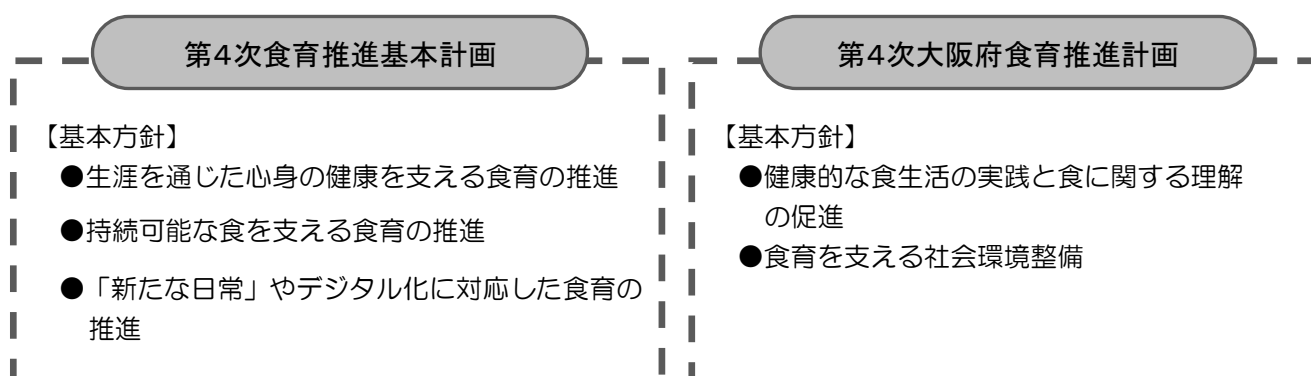 第4次食育推進基本計画
【基本方針】
●生涯を通じた心身の健康を支える食育の推進
●持続可能な食を支える食育の推進
●「新たな日常」やデジタル化に対応した食育の
推進
第4次大阪府食育推進計画
【基本方針】
●健康的な食生活の実践と食に関する理解
の促進
●食育を支える社会環境整備